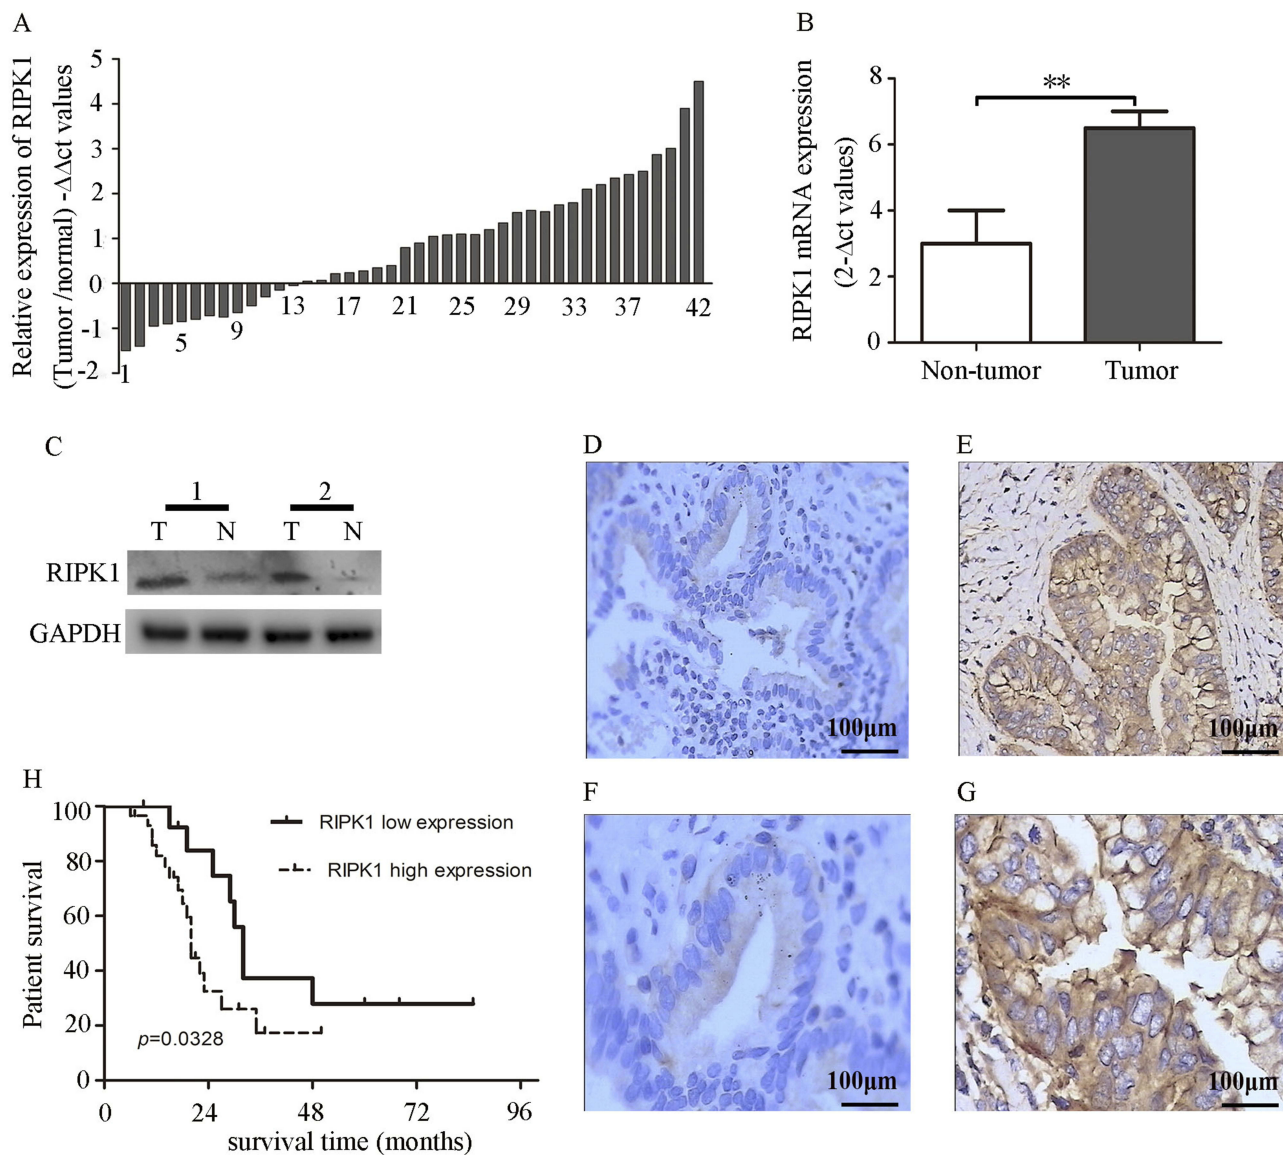 A
Relative expression of RIPK1
(Tumor /normal) -ΔΔct values
5
4
3
2
1
0
-1
-2
1
5
9
13
17
21
25
29
33
37
42
B
RIPK1 mRNA expression
(2-Δct values)
8
6
4
2
0
**
Non-tumor
Tumor
C
1 2
T N T N
RIPK1
GAPDH
D
100μm
E
100μm
F
100μm
G
100μm
H
Patient survival
100
80
60
40
20
0
RIPK1 low expression
RIPK1 high expression
p=0.0328
0 24 48 72 96
survival time (months)